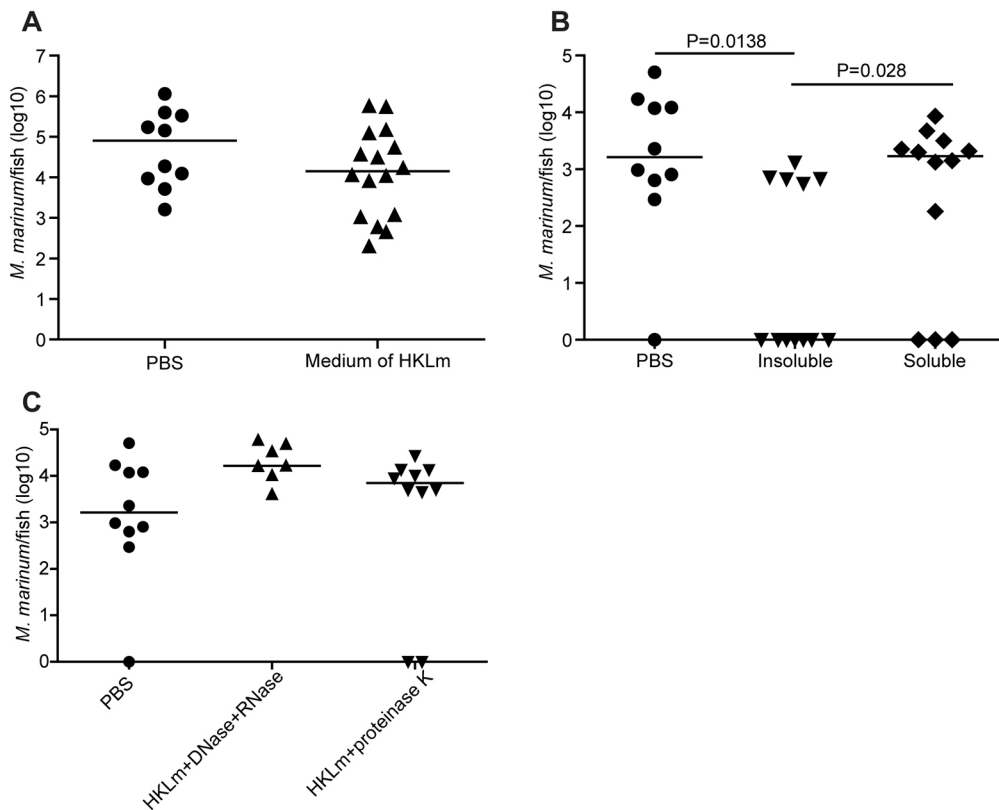 A
M. marinum/fish (log10)
7
6
5
4
3
2
1
0
PBS
Medium of HKLm
B
M. marinum/fish (log10)
P=0.0138
P=0.028
5
4
3
2
1
0
PBS
Insoluble
Soluble
C
M. marinum/fish (log10)
5
4
3
2
1
0
PBS
HKLm+DNase+RNase
HKLm+proteinase K